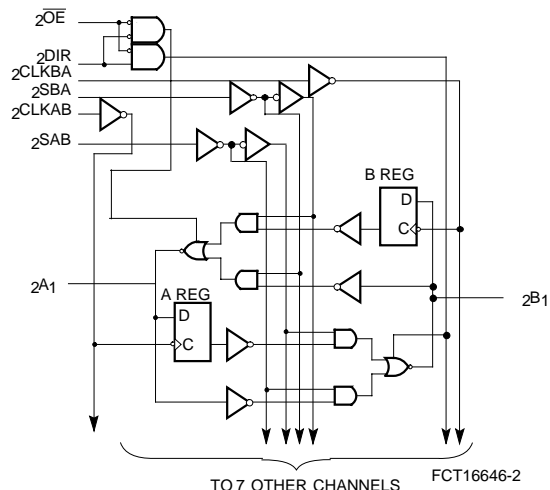 2OE
2DIR
2CLKBA
2SBA
2CLKAB
2SAB
B REG
D
C
2A1
A REG
D
C
2B1
TO 7 OTHER CHANNELS
FCT16646-2